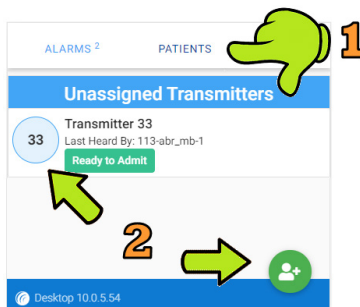 ALARMS 2 PATIENTS 1
Unassigned Transmitters
33 Transmitter 33
Last Heard By: 113-abr_mb-1
Ready to Admit
2
Desktop 10.0.5.54